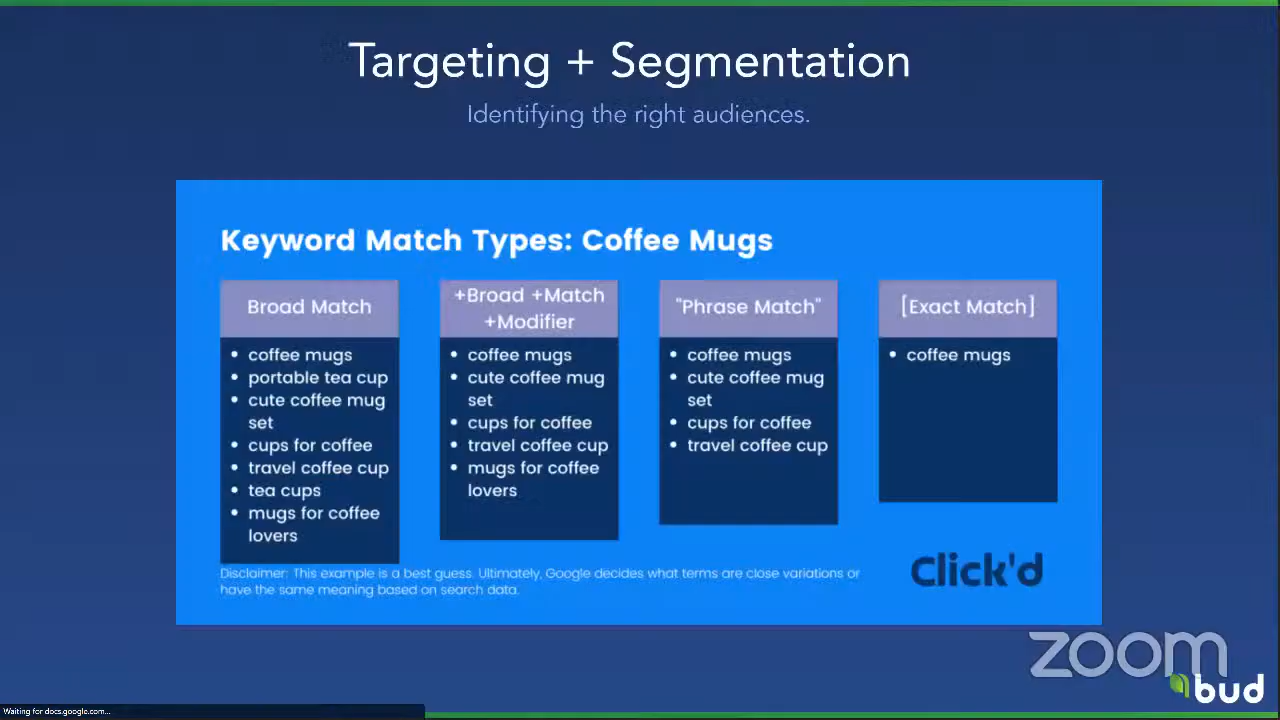 Targeting + Segmentation
Identifying the right audiences.
Keyword Match Types: Coffee Mugs
Broad Match
• coffee mugs
• portable tea cup
• cute coffee mug
set
• cups for coffee
• travel coffee cup
• tea cups
• mugs for coffee
lovers
+Broad +Match
+Modifier
• coffee mugs
• cute coffee mug
set
• cups for coffee
• travel coffee cup
• mugs for coffee
lovers
"Phrase Match"
• coffee mugs
• cute coffee mug
set
• cups for coffee
• travel coffee cup
[Exact Match]
• coffee mugs
Disclaimer: This example is a best guess. Ultimately, Google decides what terms are close variations or
have the same meaning based on search data.
Click'd
zoom
bud
Waiting for docs.google.com...